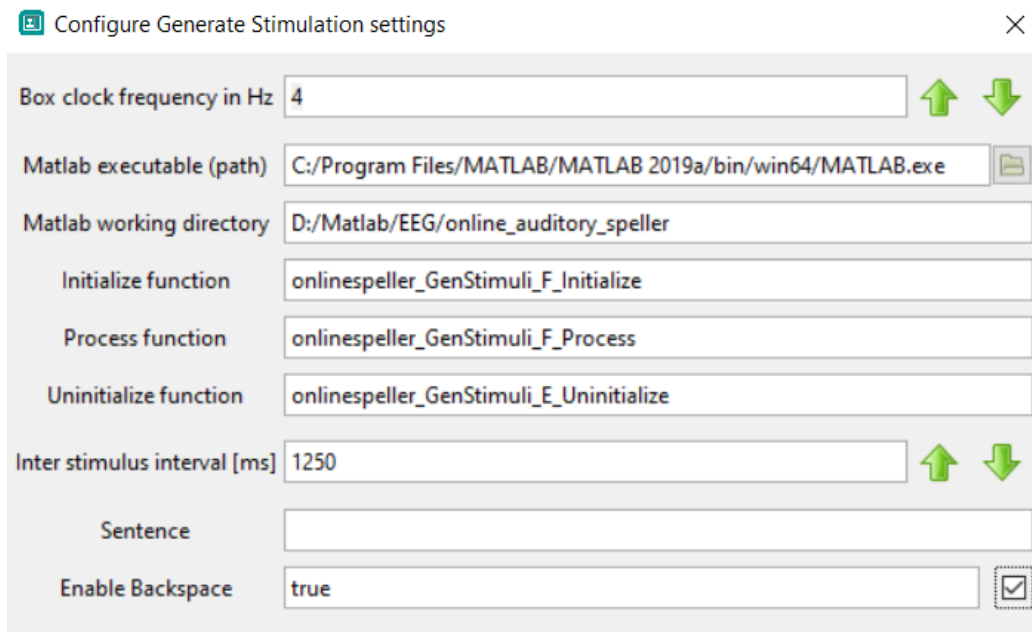 Configure Generate Stimulation settings
Box clock frequency in Hz 4
Matlab executable (path) C:/Program Files/MATLAB/MATLAB 2019a/bin/win64/MATLAB.exe
Matlab working directory D:/Matlab/EEG/online_auditory_speller
Initialize function onlinespeller_GenStimuli_F_Initialize
Process function onlinespeller_GenStimuli_F_Process
Uninitialize function onlinespeller_GenStimuli_E_Uninitialize
Inter stimulus interval [ms] 1250
Sentence
Enable Backspace true